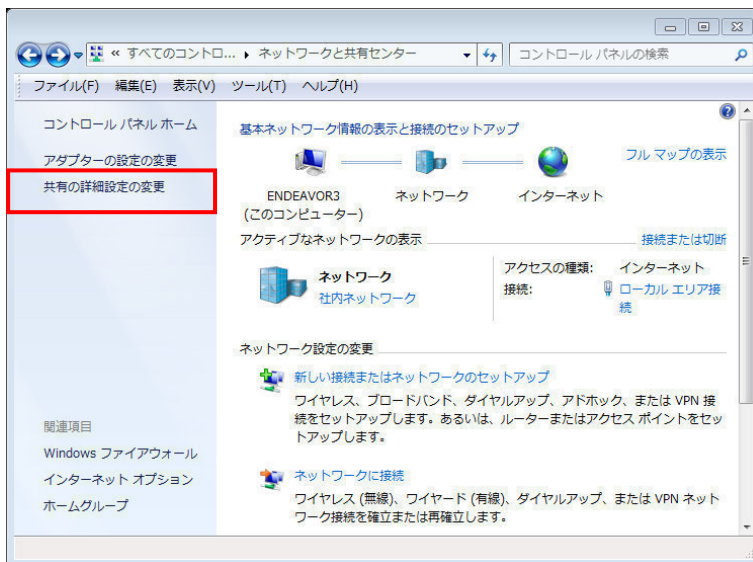 « すべてのコントロ... ▸ ネットワークと共有センター
コントロール パネルの検索
ファイル(F) 編集(E) 表示(V) ツール(T) ヘルプ(H)
コントロール パネル ホーム
アダプターの設定の変更
共有の詳細設定の変更
関連項目
Windows ファイアウォール
インターネット オプション
ホームグループ
基本ネットワーク情報の表示と接続のセットアップ
フル マップの表示
ENDEAVOR3
(このコンピューター)
ネットワーク
インターネット
アクティブなネットワークの表示
接続または切断
ネットワーク
社内ネットワーク
アクセスの種類: インターネット
接続: ローカル エリア接
続
ネットワーク設定の変更
新しい接続またはネットワークのセットアップ
ワイヤレス、ブロードバンド、ダイヤルアップ、アドホック、または VPN 接
続をセットアップします。あるいは、ルーターまたはアクセス ポイントをセッ
トアップします。
ネットワークに接続
ワイヤレス (無線)、ワイヤード (有線)、ダイヤルアップ、または VPN ネット
ワーク接続を確立または再確立します。